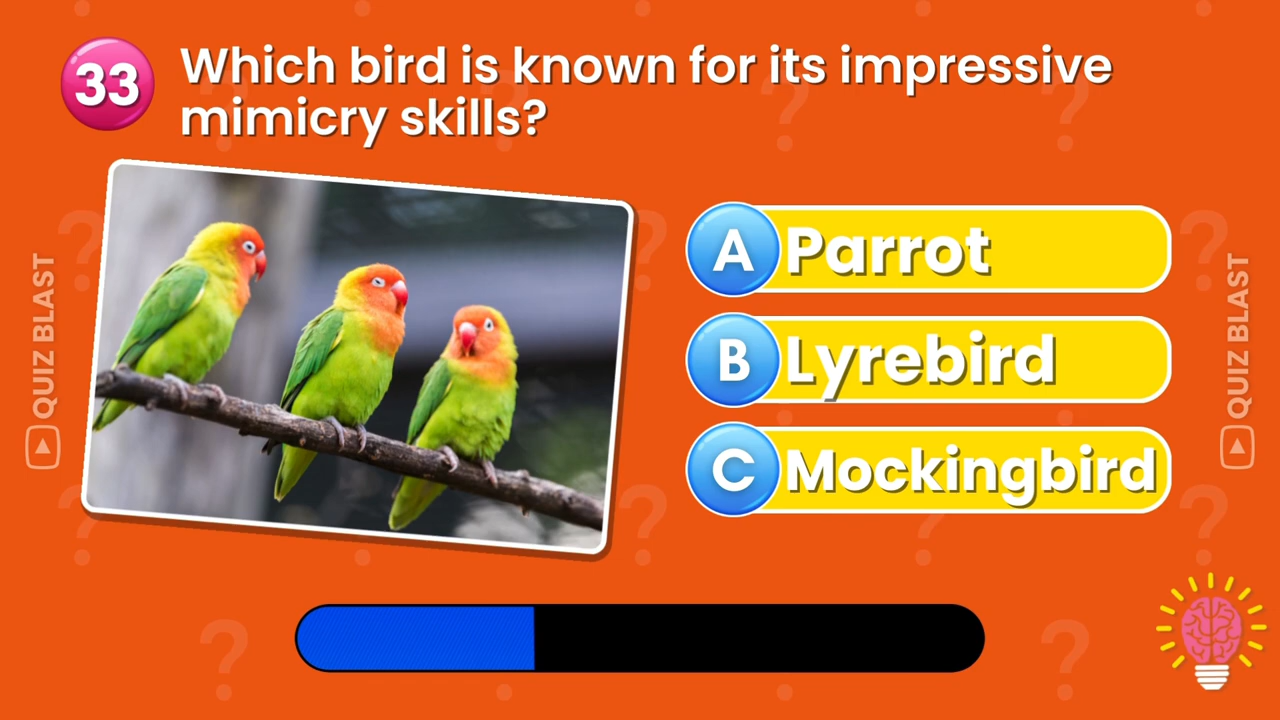 33
Which bird is known for its impressive
mimicry skills?
A Parrot
B Lyrebird
C Mockingbird
QUIZ BLAST
QUIZ BLAST